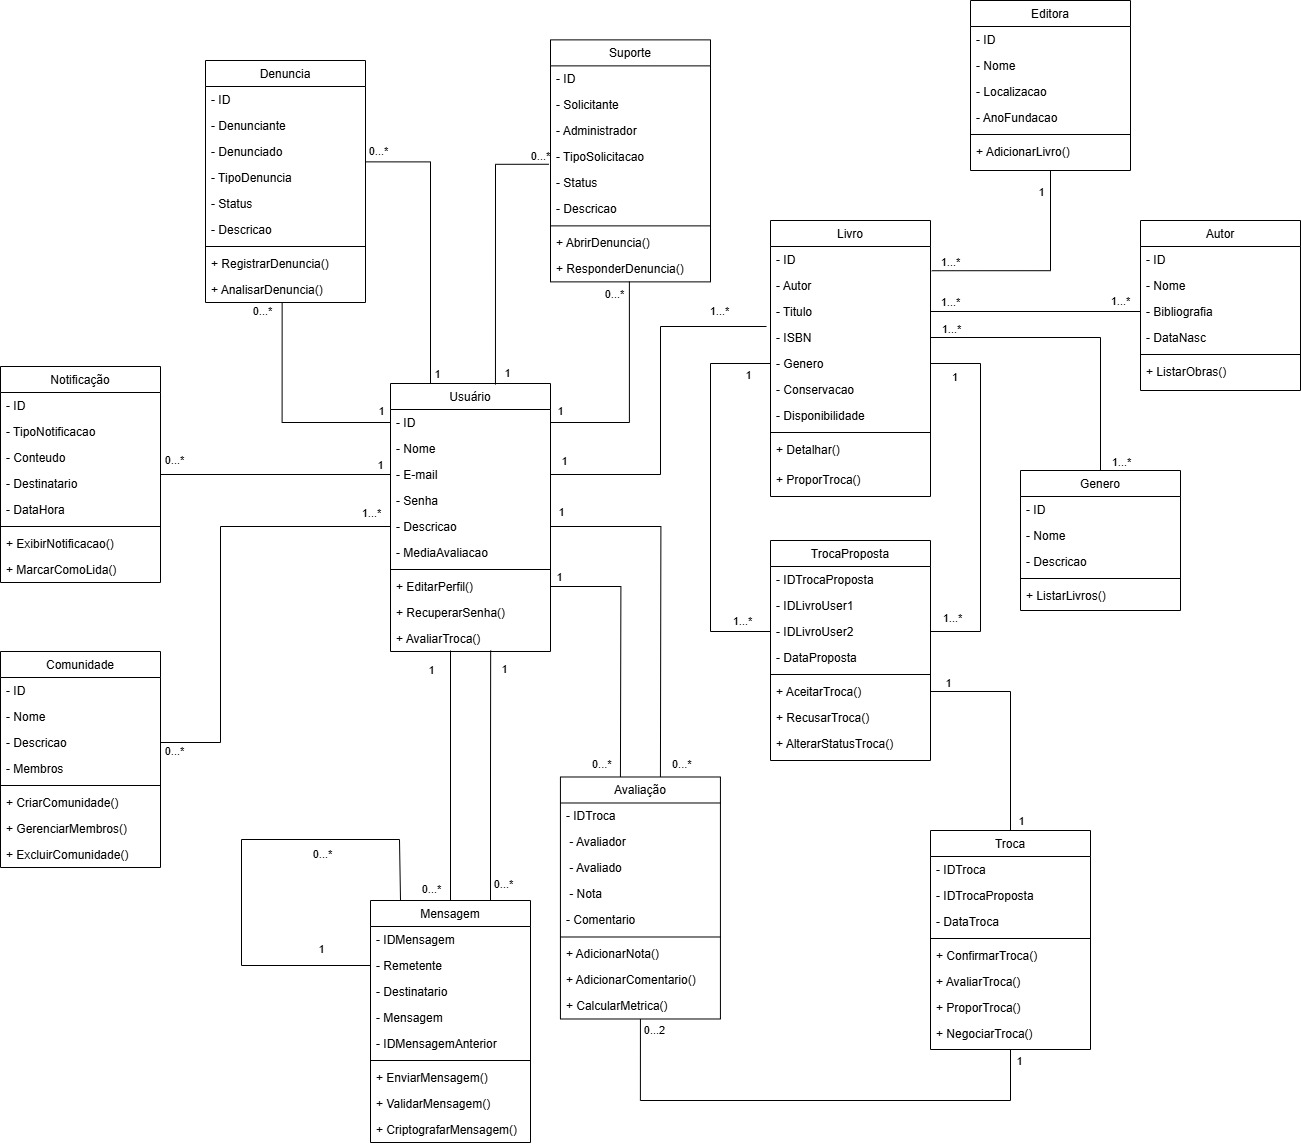 Editora
- ID
- Nome
- Localizacao
- AnoFundacao
+ AdicionarLivro()
1
Suporte
- ID
- Solicitante
- Administrador
- TipoSolicitacao
- Status
- Descricao
+ AbrirDenuncia()
+ ResponderDenuncia()
0...*
0...*
Denuncia
- ID
- Denunciante
- Denunciado
- TipoDenuncia
- Status
- Descricao
+ RegistrarDenuncia()
+ AnalisarDenuncia()
0...*
0...*
Livro
- ID
- Autor
- Titulo
- ISBN
- Genero
- Conservacao
- Disponibilidade
+ Detalhar()
+ ProporTroca()
1...*
1...*
1...*
1...*
1
1
Autor
- ID
- Nome
- Bibliografia
- DataNasc
+ ListarObras()
1...*
Notificação
- ID
- TipoNotificacao
- Conteudo
- Destinatario
- DataHora
+ ExibirNotificacao()
+ MarcarComoLida()
0...*
Usuário
- ID
- Nome
- E-mail
- Senha
- Descricao
- MediaAvaliacao
+ EditarPerfil()
+ RecuperarSenha()
+ AvaliarTroca()
1
1
1
1
1
1
1...*
1
1
1
1
Genero
- ID
- Nome
- Descricao
+ ListarLivros()
1...*
TrocaProposta
- IDTrocaProposta
- IDLivroUser1
- IDLivroUser2
- DataProposta
+ AceitarTroca()
+ RecusarTroca()
+ AlterarStatusTroca()
1...*
1...*
1
Comunidade
- ID
- Nome
- Descricao
- Membros
+ CriarComunidade()
+ GerenciarMembros()
+ ExcluirComunidade()
0...*
Avaliação
- IDTroca
- Avaliador
- Avaliado
- Nota
- Comentario
+ AdicionarNota()
+ AdicionarComentario()
+ CalcularMetrica()
0...*
0...*
0...2
Troca
- IDTroca
- IDTrocaProposta
- DataTroca
+ ConfirmarTroca()
+ AvaliarTroca()
+ ProporTroca()
+ NegociarTroca()
1
1
Mensagem
- IDMensagem
- Remetente
- Destinatario
- Mensagem
- IDMensagemAnterior
+ EnviarMensagem()
+ ValidarMensagem()
+ CriptografarMensagem()
0...*
0...*
0...*
1